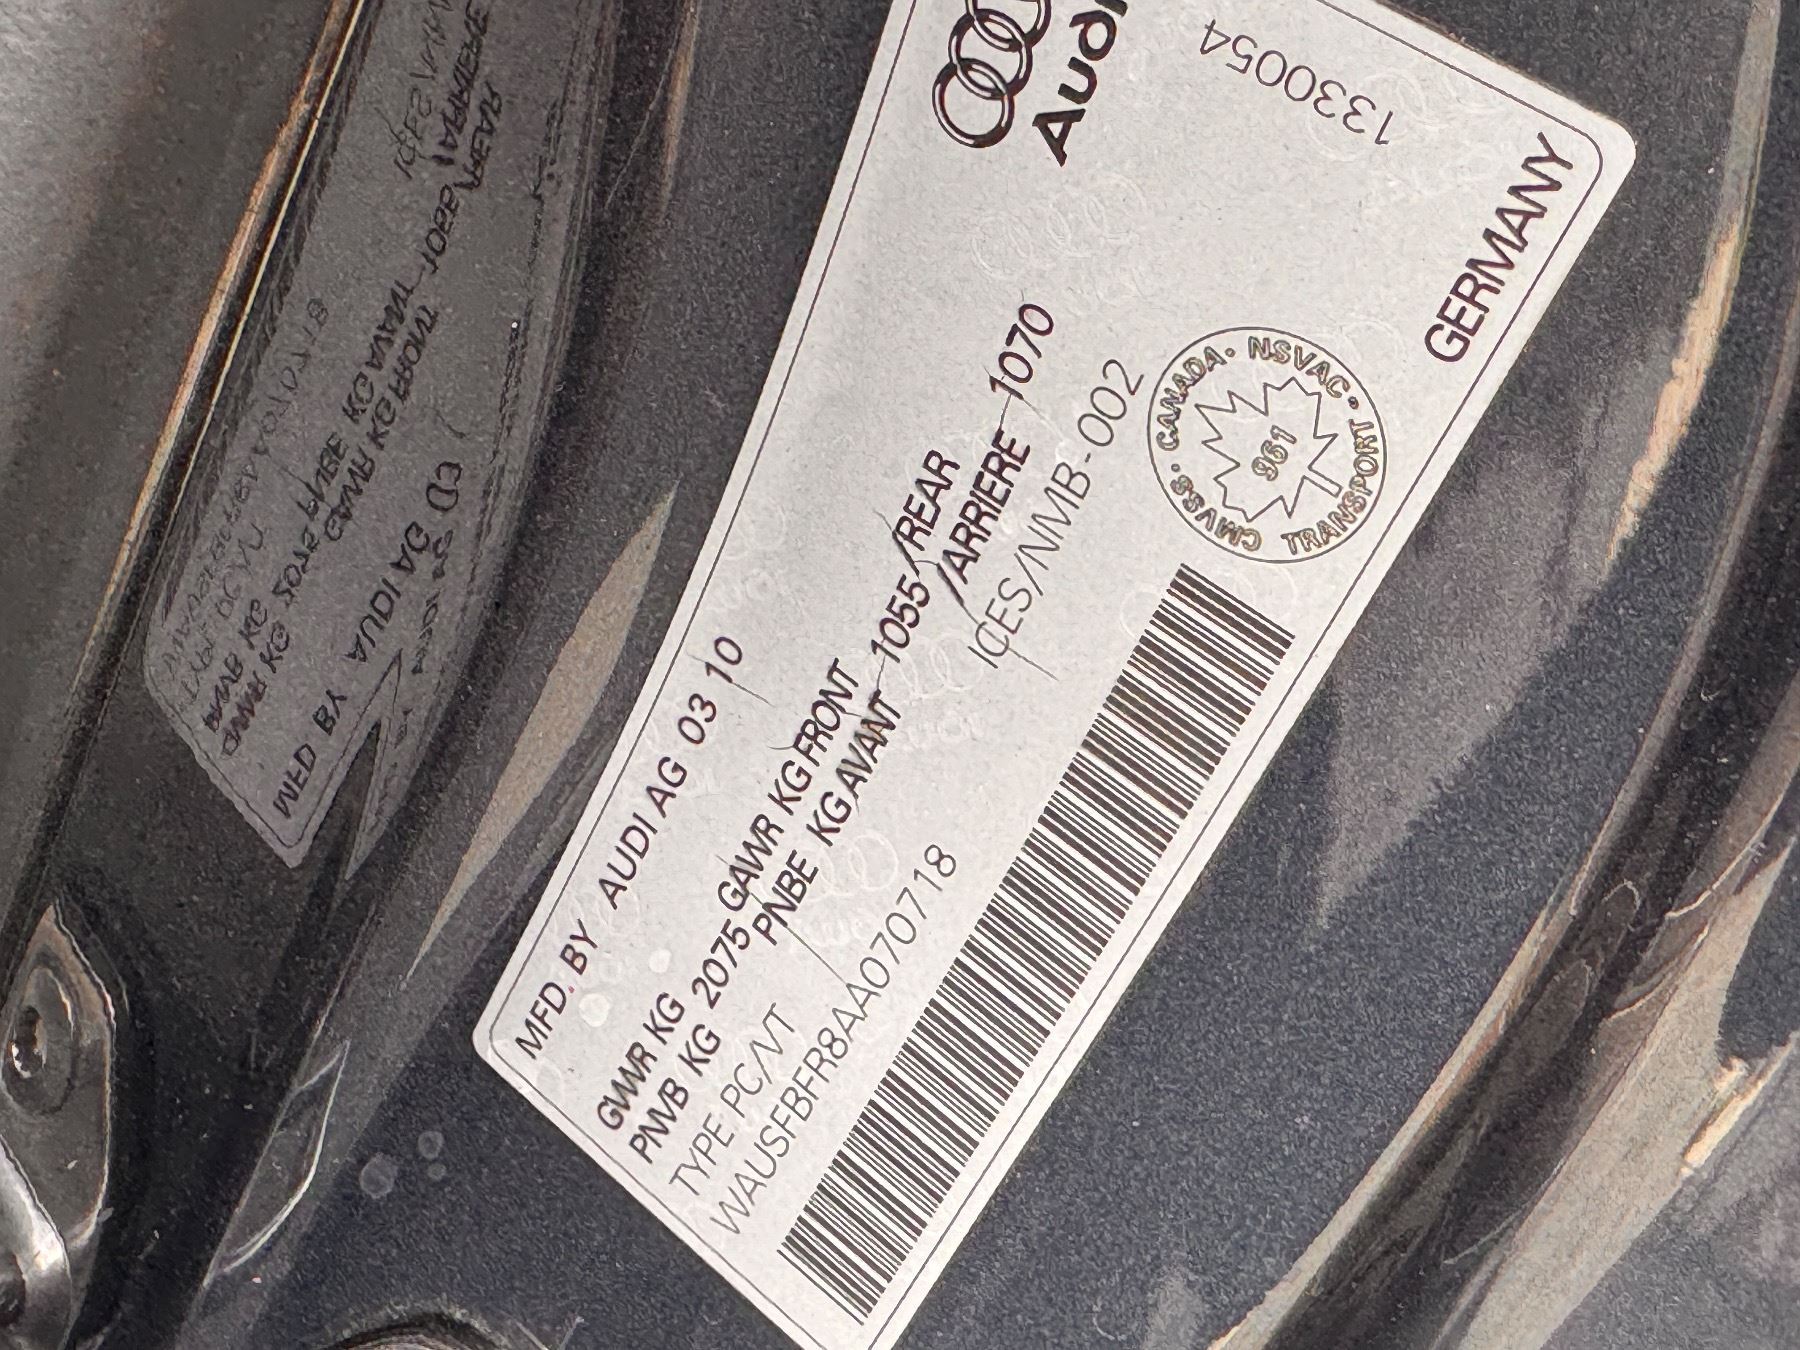 Audi
1330054
MFD. BY AUDI AG 03 10
GVWR KG
PNVB KG 2075
GAWR KG FRONT
PNBE KG AVANT 1055
/REAR
/ARRIERE 1070
TYPE PC/VT
ICES/NMB-002
WAUSFBFR8AA070718
CANADA • NSVAC • TRANSPORT CMVSS •
961
GERMANY